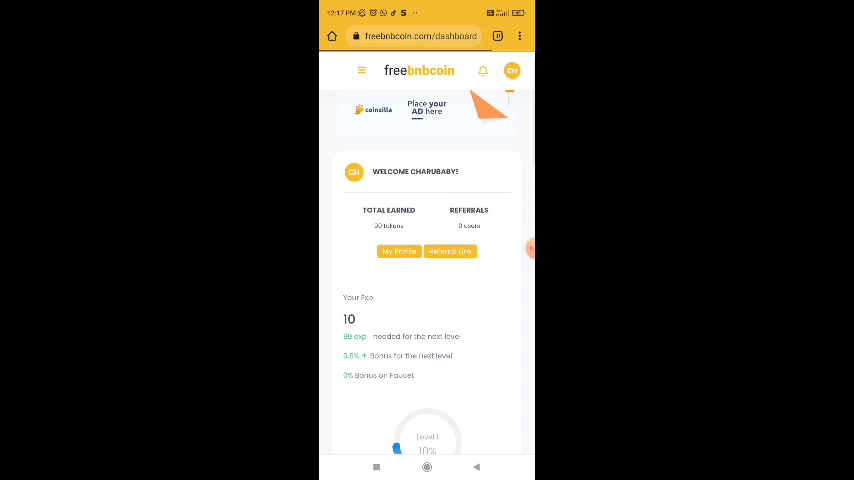 12:17 PM
freebnbcoin.com/dashboard
freebnbcoin
CH
coinzilla
Place your
AD here
CH
WELCOME CHARUBABY!
TOTAL EARNED
REFERRALS
90 tokens
0 users
My Profile
Referral Link
Your Exp
10
90 exp needed for the next level
0.5% ↑ Bonus for the next level
0% Bonus on Faucet
Level 1
10%